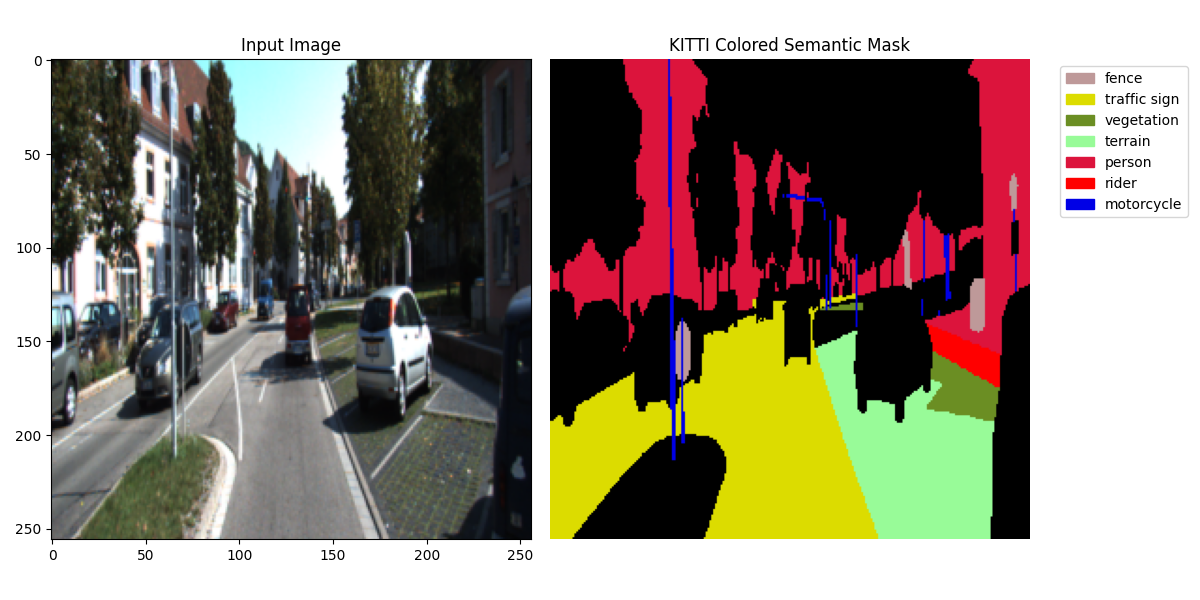 Input Image
KITTI Colored Semantic Mask
0
50
100
150
200
250
0
50
100
150
200
250
fence
traffic sign
vegetation
terrain
person
rider
motorcycle